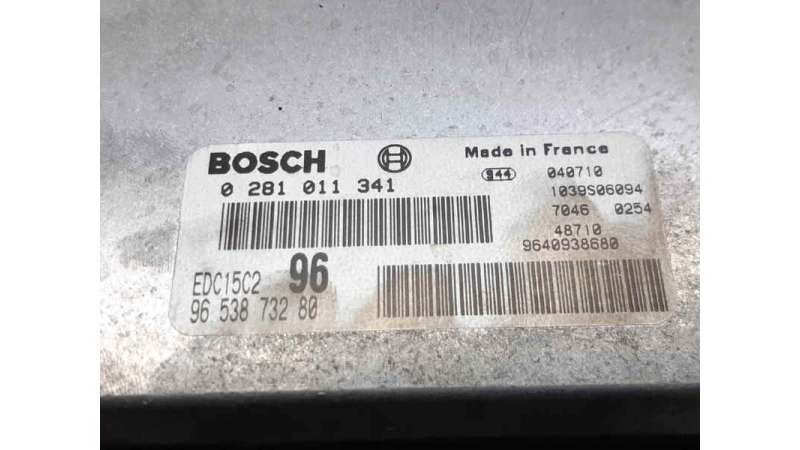 BOSCH
Made in France
0 281 011 341
944 040710
1039S06094
7046 0254
48710
9640938680
EDC15C2 96
96 538 732 80